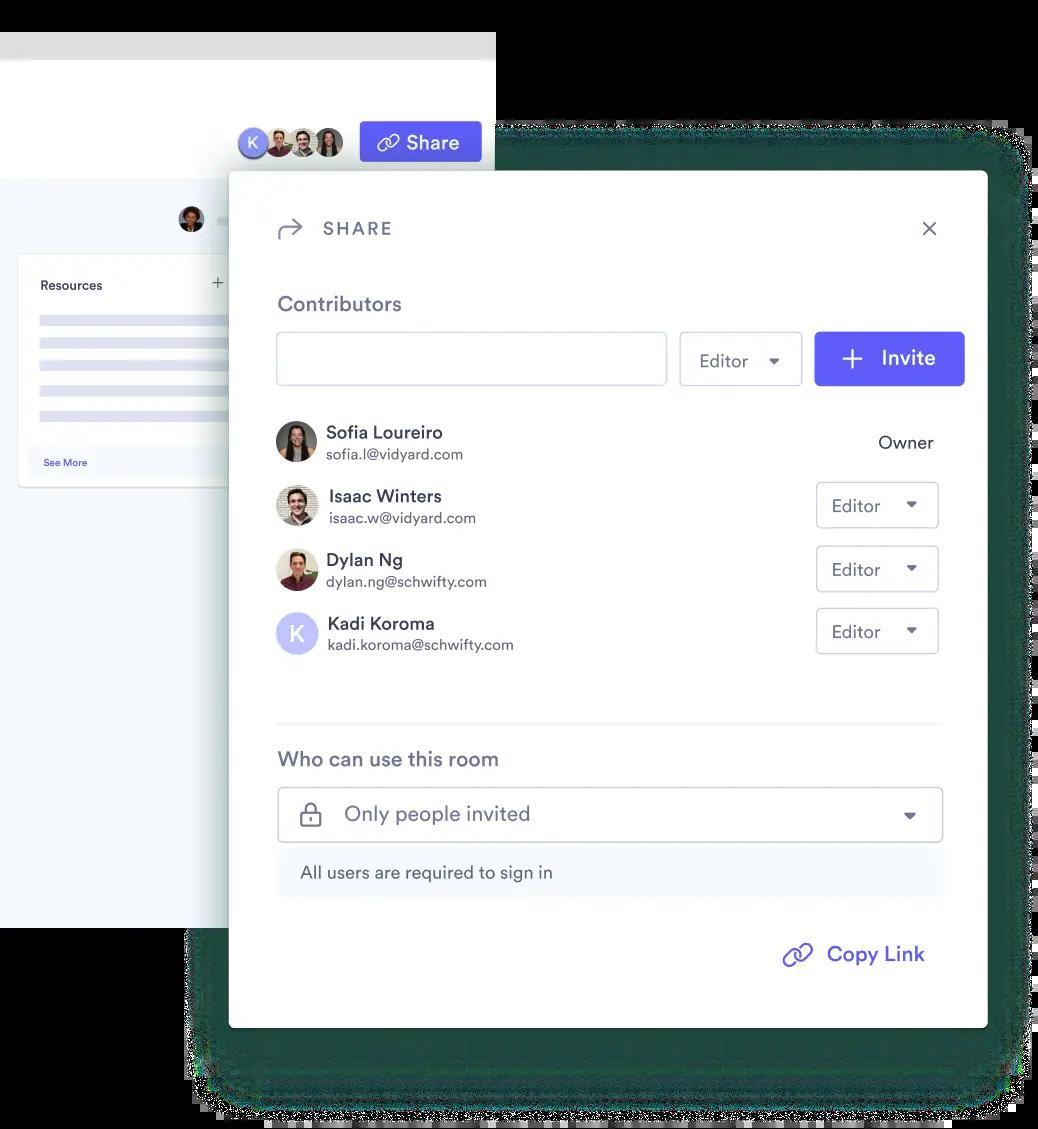 K
Share
SHARE
Resources
See More
Contributors
Editor
Invite
Sofia Loureiro
sofia.l@vidyard.com
Owner
Isaac Winters
isaac.w@vidyard.com
Editor
Dylan Ng
dylan.ng@schwifty.com
Editor
K
Kadi Koroma
kadi.koroma@schwifty.com
Editor
Who can use this room
Only people invited
All users are required to sign in
Copy Link